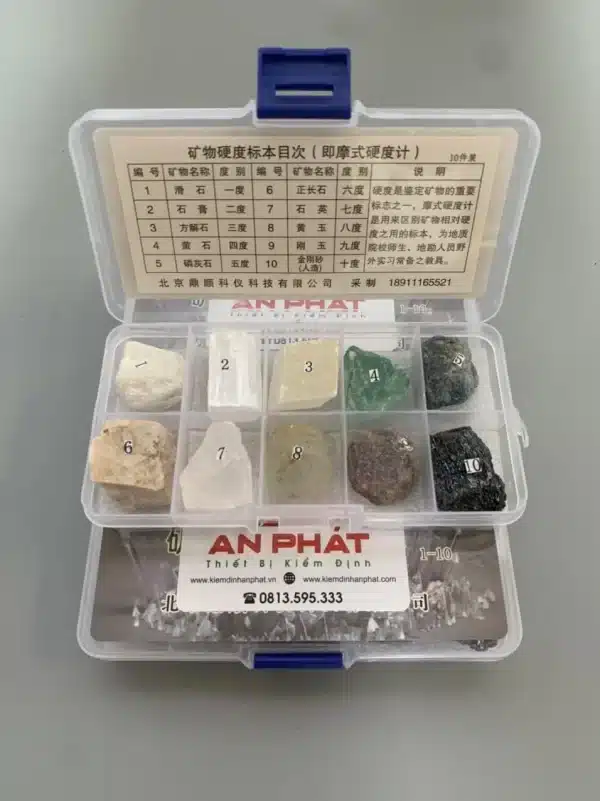 矿物硬度标本目次（即摩式硬度计） 10件装
编号 矿物名称 度别 编号 矿物名称 度别 说明
1 滑石 一度 6 正长石 六度 硬度是鉴定矿物的重要
2 石膏 二度 7 石英 七度 标志之一，摩式硬度计
3 方解石 三度 8 黄玉 八度 是用来区别矿物相对硬
4 萤石 四度 9 刚玉 九度 度之用的标本，为地质
5 磷灰石 五度 10 金刚砂(人造) 十度 院校师生、地勘人员野
外实习常备之教具。
北京鼎顺科仪科技有限公司 采制 18911165521
AN PHÁT
Thiết Bị Kiểm Định
0813.595.333
1 2 3 4 5
6 7 8 10
AN PHÁT
Thiết Bị Kiểm Định
1-10
www.kiemdinhanphat.vn www.kiemdinhanphat.com
0813.595.333
北 司